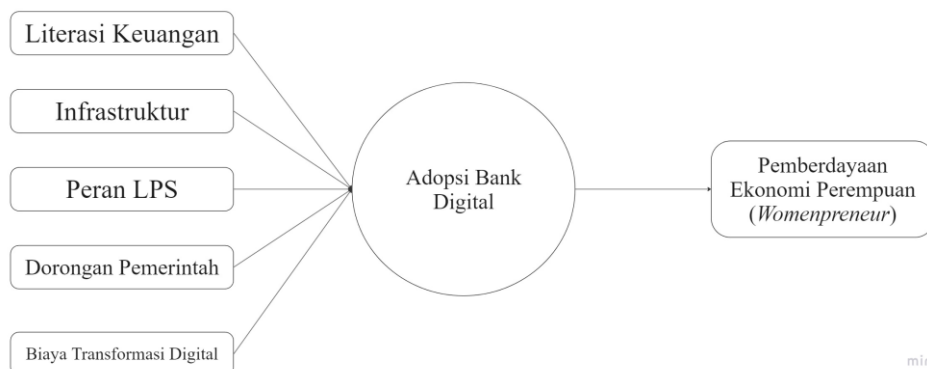 Literasi Keuangan
Infrastruktur
Peran LPS
Dorongan Pemerintah
Biaya Transformasi Digital
Adopsi Bank
Digital
Pemberdayaan
Ekonomi Perempuan
(Womenpreneur)